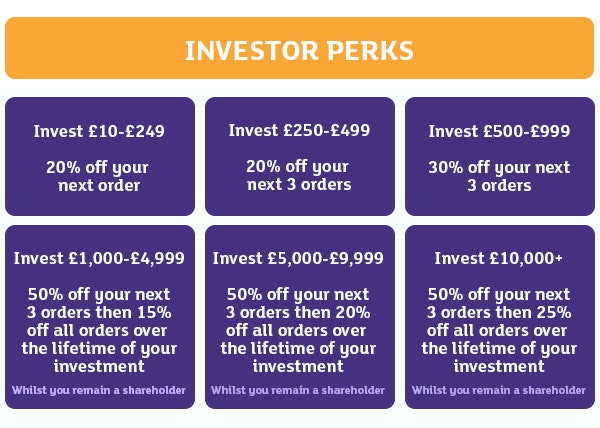 INVESTOR PERKS
Invest £10-£249
20% off your
next order
Invest £250-£499
20% off your
next 3 orders
Invest £500-£999
30% off your next
3 orders
Invest £1,000-£4,999
50% off your next
3 orders then 15%
off all orders over
the lifetime of your
investment
Whilst you remain a shareholder
Invest £5,000-£9,999
50% off your next
3 orders then 20%
off all orders over
the lifetime of your
investment
Whilst you remain a shareholder
Invest £10,000+
50% off your next
3 orders then 25%
off all orders over
the lifetime of your
investment
Whilst you remain a shareholder